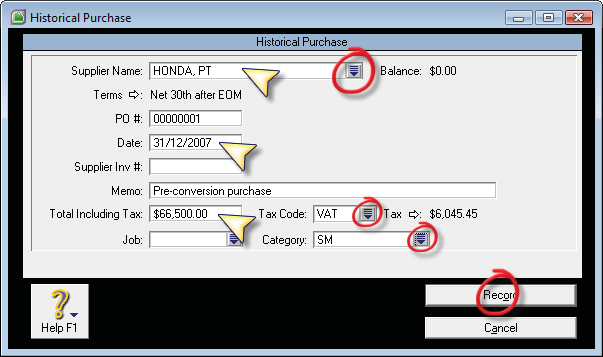 Historical Purchase
Historical Purchase
Supplier Name: HONDA, PT Balance: $0.00
Terms ⇨: Net 30th after EOM
PO #: 00000001
Date: 31/12/2007
Supplier Inv #:
Memo: Pre-conversion purchase
Total Including Tax: $66,500.00 Tax Code: VAT Tax ⇨: $6,045.45
Job: Category: SM
Record
Help F1
Cancel